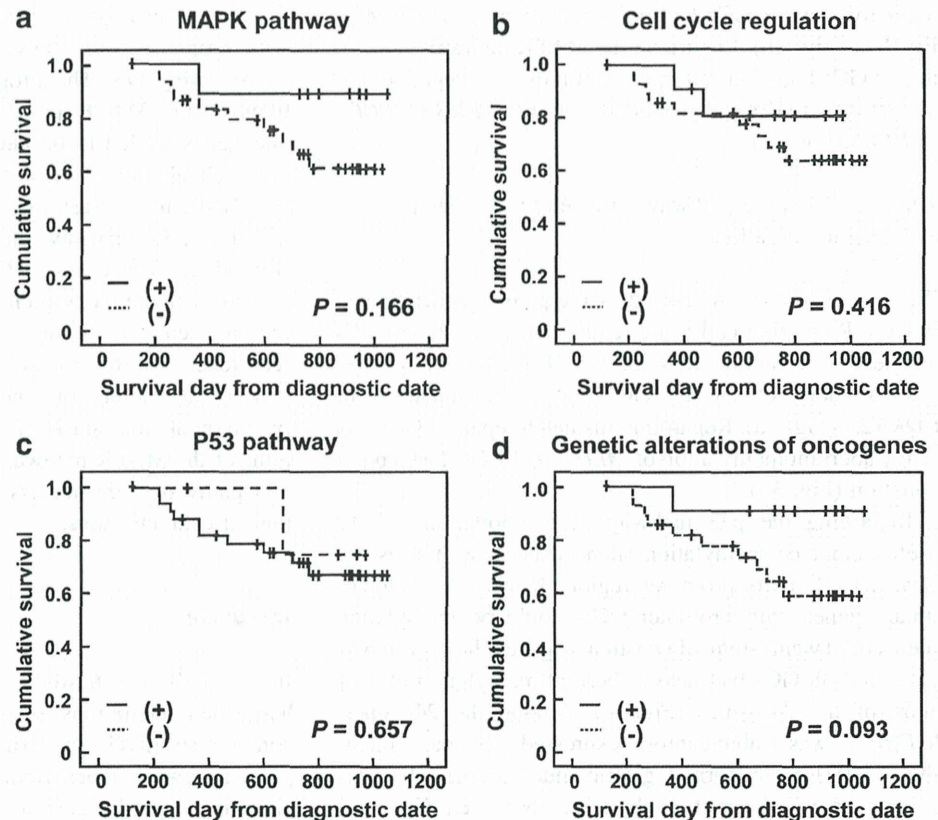 a
MAPK pathway
Cumulative survival
1.0
0.8
0.6
0.4
0.2
0
(+)
(-)
P = 0.166
0 200 400 600 800 1000 1200
Survival day from diagnostic date
b
Cell cycle regulation
Cumulative survival
1.0
0.8
0.6
0.4
0.2
0
(+)
(-)
P = 0.416
0 200 400 600 800 1000 1200
Survival day from diagnostic date
c
P53 pathway
Cumulative survival
1.0
0.8
0.6
0.4
0.2
0
(+)
(-)
P = 0.657
0 200 400 600 800 1000 1200
Survival day from diagnostic date
d
Genetic alterations of oncogenes
Cumulative survival
1.0
0.8
0.6
0.4
0.2
0
(+)
(-)
P = 0.093
0 200 400 600 800 1000 1200
Survival day from diagnostic date